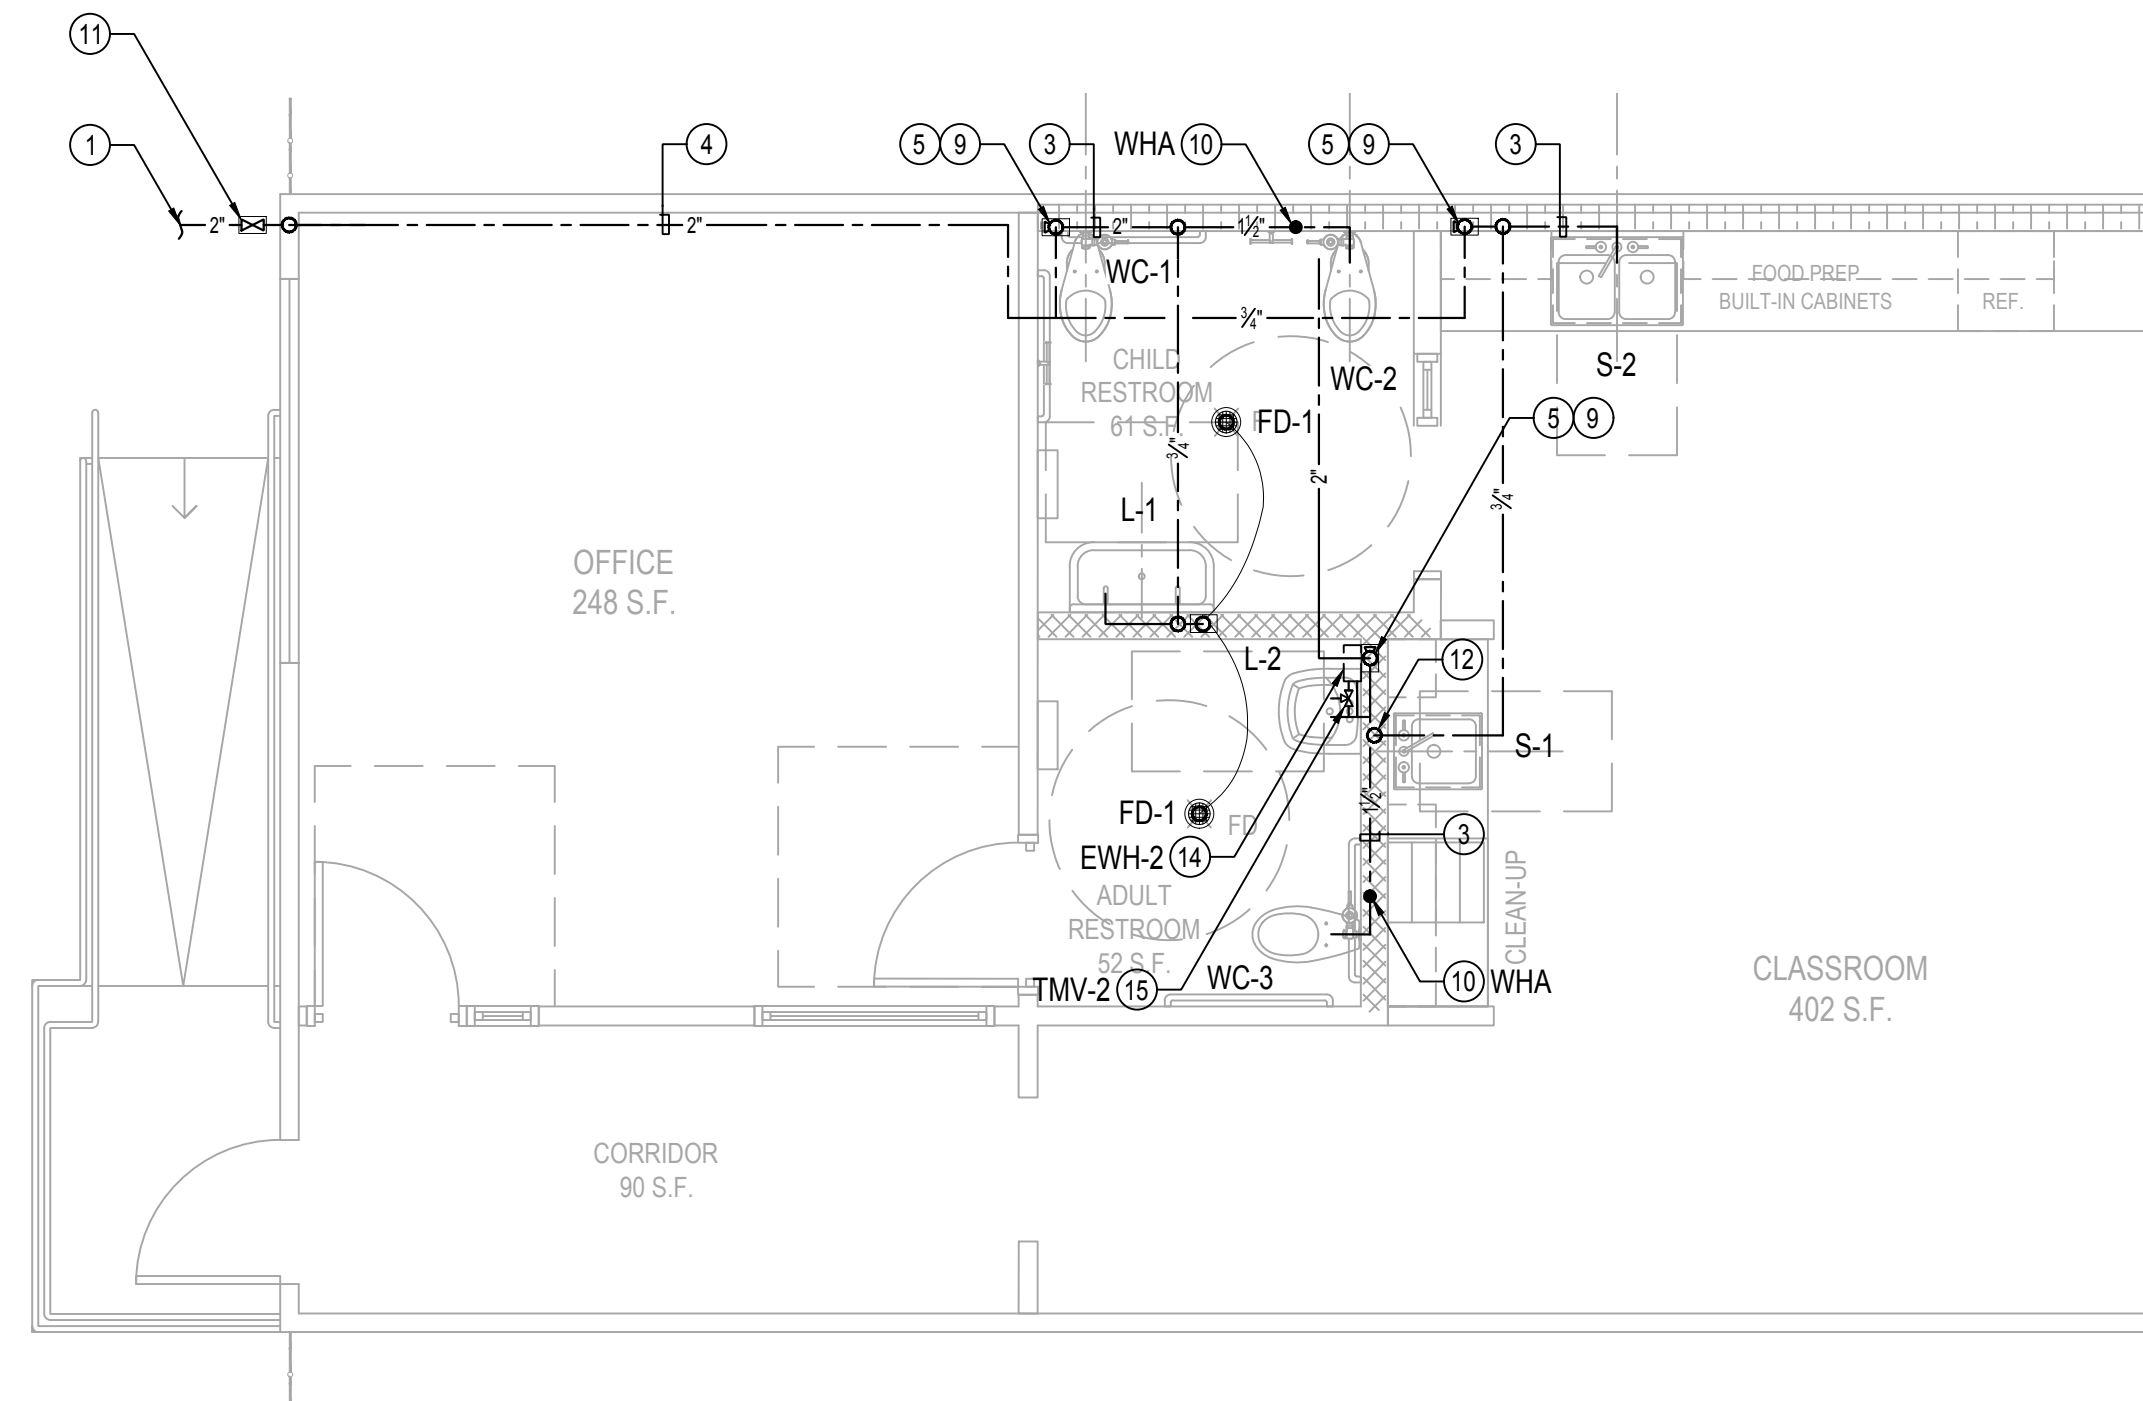 11
1
4
5 9
3
WHA 10
5 9
3
2"
2"
2"
1½"
WC-1
FOOD PREP
BUILT-IN CABINETS
REF.
¾"
CHILD
RESTROOM
61 S.F.
WC-2
S-2
FD-1
5 9
¾"
2"
¾"
L-1
OFFICE
248 S.F.
L-2
12
S-1
1½"
FD-1
FD
3
EWH-2 14
ADULT
RESTROOM
52 S.F.
CLEAN-UP
TMV-2 15
WC-3
10 WHA
CLASSROOM
402 S.F.
CORRIDOR
90 S.F.